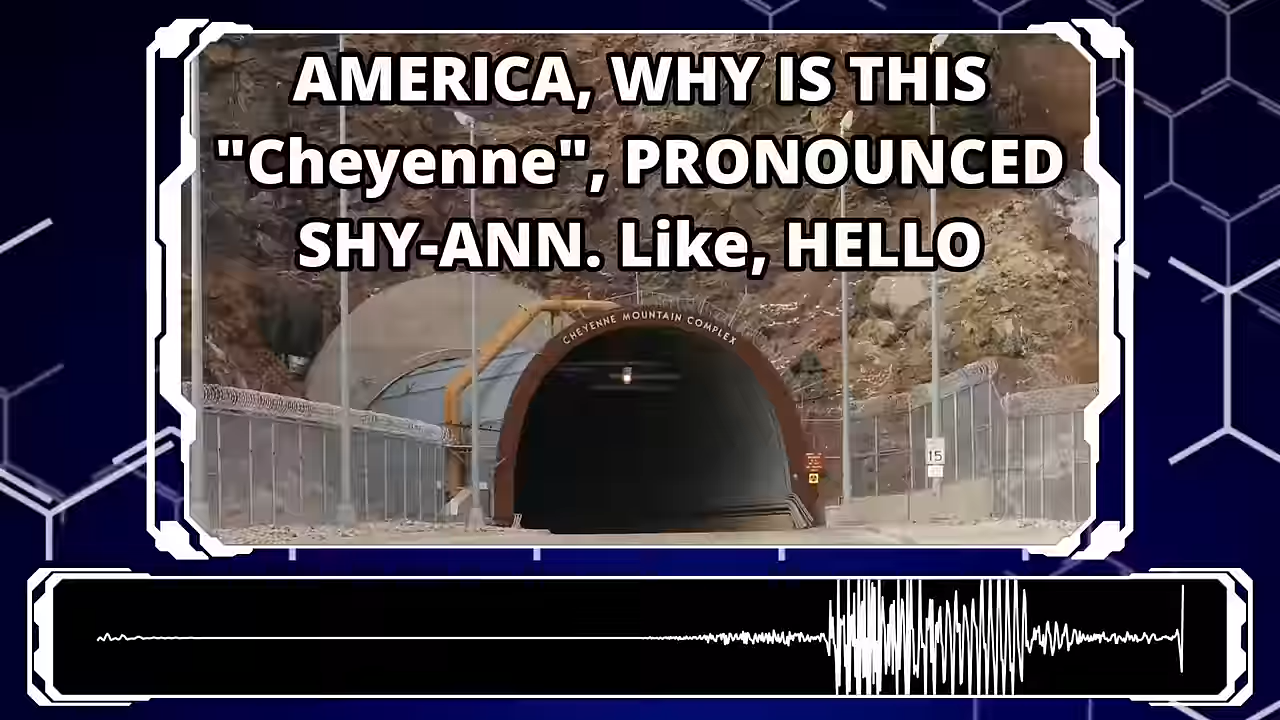 AMERICA, WHY IS THIS
"Cheyenne", PRONOUNCED
SHY-ANN. Like, HELLO
CHEYENNE MOUNTAIN COMPLEX
15